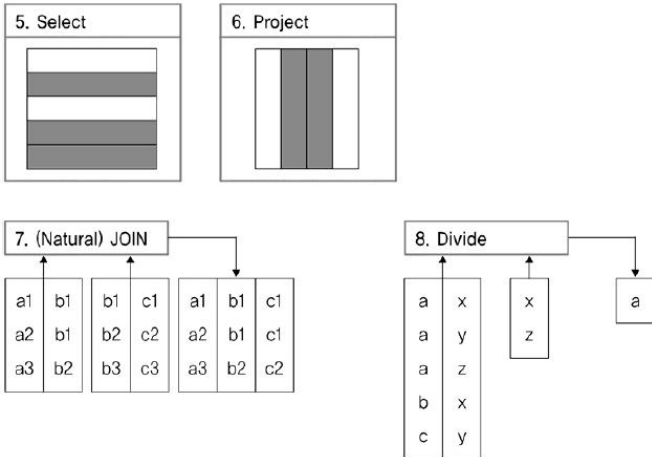 5. Select
6. Project
7. (Natural) JOIN
a1 b1
a2 b1
a3 b2
b1 c1
b2 c2
b3 c3
a1 b1 c1
a2 b1 c1
a3 b2 c2
8. Divide
a x
a y
a z
b x
c y
x
z
a